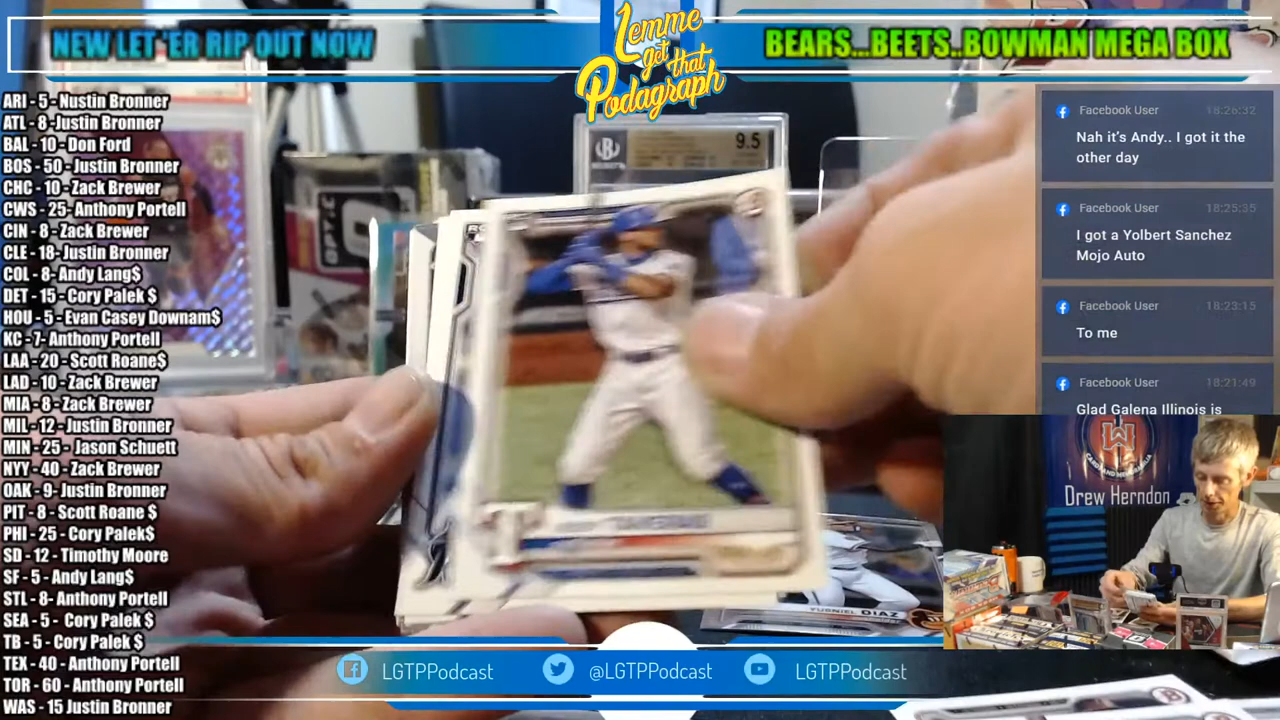 NEW LET 'ER RIP OUT NOW
Lemme
get
that
Podagraph
BEARS...BEETS..BOWMAN MEGA BOX
ARI - 5 - Nustin Bronner
ATL - 8 -Justin Bronner
BAL - 10 - Don Ford
BOS - 50 - Justin Bronner
CHC - 10 - Zack Brewer
CWS - 25- Anthony Portell
CIN - 8 - Zack Brewer
CLE - 18 - Justin Bronner
COL - 8- Andy Lang$
DET - 15 - Cory Palek $
HOU - 5 - Evan Casey Downam$
KC - 7- Anthony Portell
LAA - 20 - Scott Roane$
LAD - 10 - Zack Brewer
MIA - 8 - Zack Brewer
MIL - 12 - Justin Bronner
MIN - 25 - Jason Schuett
NYY - 40 - Zack Brewer
OAK - 9- Justin Bronner
PIT - 8 - Scott Roane $
PHI - 25 - Cory Palek$
SD - 12 - Timothy Moore
SF - 5 - Andy Lang$
STL - 8- Anthony Portell
SEA - 5 - Cory Palek $
TB - 5 - Cory Palek $
TEX - 40 - Anthony Portell
TOR - 60 - Anthony Portell
WAS - 15 Justin Bronner
9.5
OPTIC
YUSNIEL DIAZ
Facebook User 18:26:32
Nah it's Andy.. I got it the
other day
Facebook User 18:25:35
I got a Yolbert Sanchez
Mojo Auto
Facebook User 18:23:15
To me
Facebook User 18:21:49
Glad Galena Illinois is
Drew Herndon
LGTPPodcast
@LGTPPodcast
LGTPPodcast